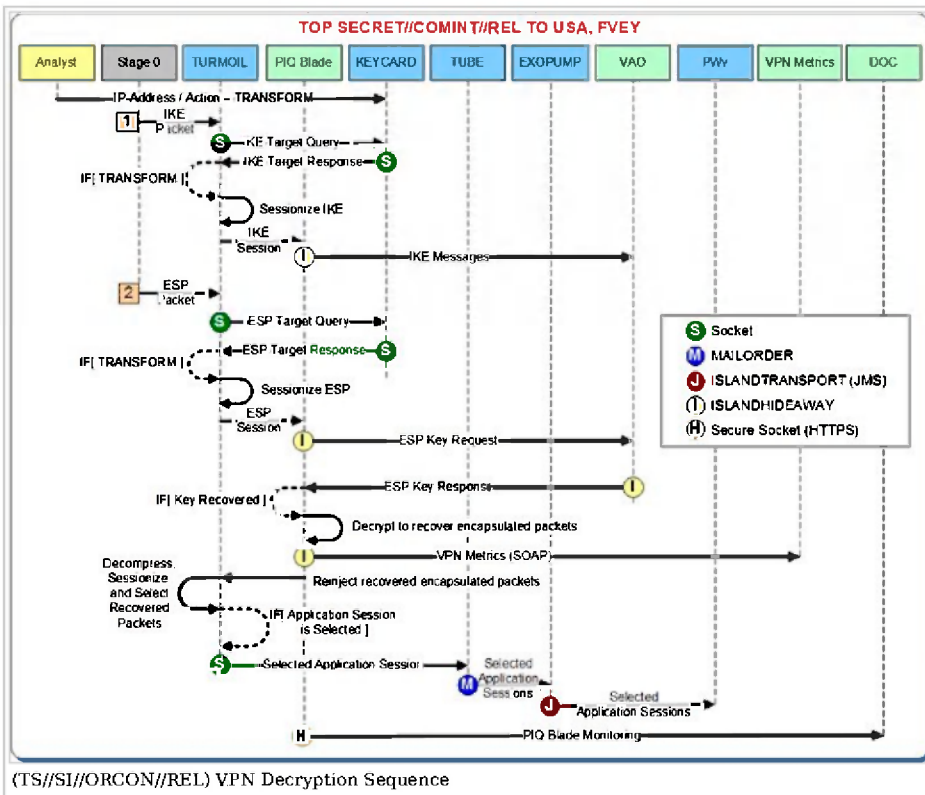 TOP SECRET//COMINT//REL TO USA, FVEY
Analyst
Stage 0
TURMOIL
PIQ Blade
KEYCARD
TUBE
EXOPUMP
VAO
PWv
VPN Metrics
DOC
IP-Address / Action – TRANSFORM
1
IKE
Packet
S
KE Target Query
IKE Target Response
S
IF[ TRANSFORM ]
Sessionize IKE
IKE
Session
I
IKE Messages
2
ESP
Packet
S
ESP Target Query
ESP Target Response
S
IF[ TRANSFORM ]
Sessionize ESP
ESP
Session
I
ESP Key Request
S Socket
M MAILORDER
J ISLANDTRANSPORT (JMS)
I ISLANDHIDEAWAY
H Secure Socket (HTTPS)
ESP Key Response
I
IF[ Key Recovered ]
Decrypt to recover encapsulated packets
I
VPN Metrics (SOAP)
Reinject recovered encapsulated packets
Decompress,
Sessionize
and Select
Recovered
Packets
IF[ Application Session
is Selected ]
S
Selected Application Session
M
Selected
Application
Sessions
J
Selected
Application Sessions
H
PIQ Blade Monitoring
(TS//SI//ORCON//REL) VPN Decryption Sequence